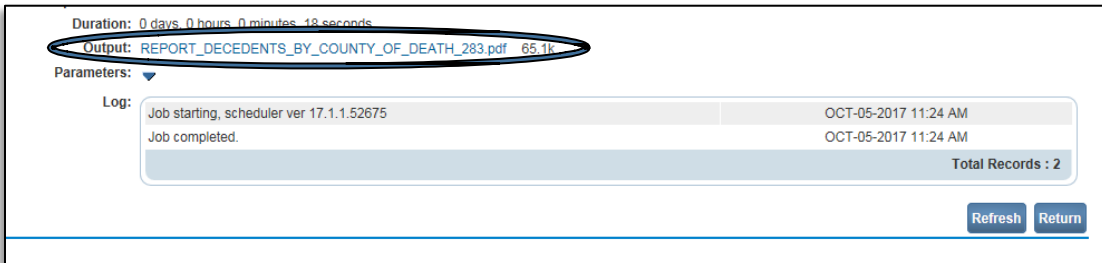 Duration: 0 days, 0 hours, 0 minutes, 18 seconds
Output: REPORT_DECEDENTS_BY_COUNTY_OF_DEATH_283.pdf 65.1k
Parameters:
Log:
Job starting, scheduler ver 17.1.1.52675 OCT-05-2017 11:24 AM
Job completed. OCT-05-2017 11:24 AM
Total Records : 2
Refresh Return